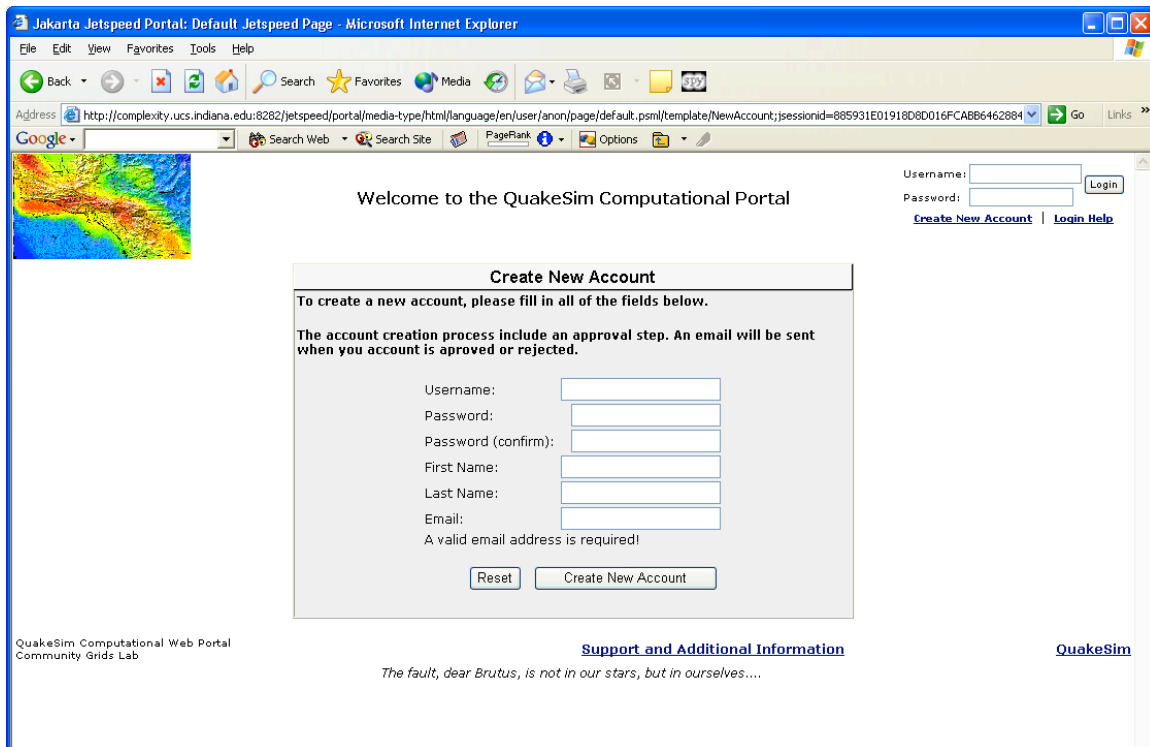 Jakarta Jetspeed Portal: Default Jetspeed Page - Microsoft Internet Explorer
File Edit View Favorites Tools Help
Back Search Favorites Media SPY
Address http://complexity.ucs.indiana.edu:8282/jetspeed/portal/media-type/html/language/en/user/anon/page/default.psml/template/NewAccount;jsessionid=885931E01918D8D016FCABB6462884 Go Links »
Google Search Web Search Site PageRank Options
Username:
Login
Welcome to the QuakeSim Computational Portal
Password:
Create New Account | Login Help
Create New Account
To create a new account, please fill in all of the fields below.
The account creation process include an approval step. An email will be sent
when you account is aproved or rejected.
Username:
Password:
Password (confirm):
First Name:
Last Name:
Email:
A valid email address is required!
Reset Create New Account
QuakeSim Computational Web Portal
Community Grids Lab
Support and Additional Information
QuakeSim
The fault, dear Brutus, is not in our stars, but in ourselves....